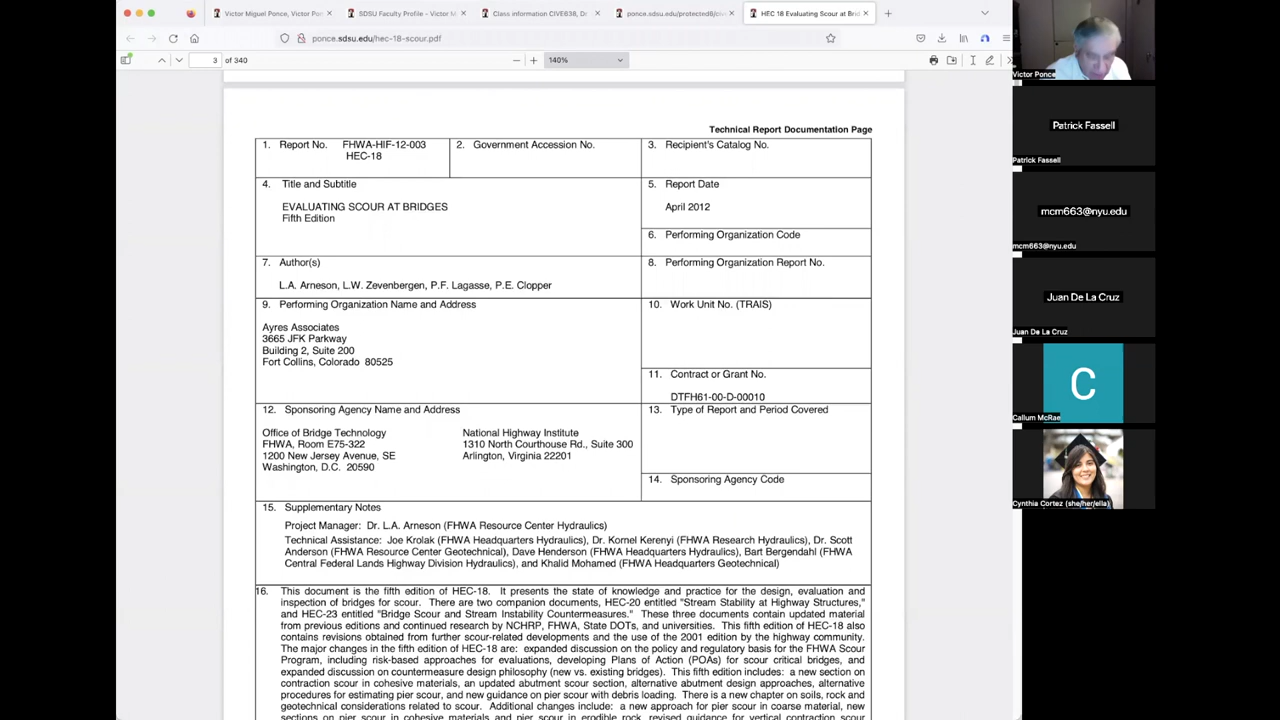 Victor Miguel Ponce, Victor Pon
SDSU Faculty Profile - Victor M
Class information CIVE638, Dr
ponce.sdsu.edu/protected6/cive
HEC 18 Evaluating Scour at Brid
ponce.sdsu.edu/hec-18-scour.pdf
3 of 340
140%
Technical Report Documentation Page
1. Report No. FHWA-HIF-12-003
HEC-18
2. Government Accession No.
3. Recipient's Catalog No.
4. Title and Subtitle
EVALUATING SCOUR AT BRIDGES
Fifth Edition
5. Report Date
April 2012
6. Performing Organization Code
7. Author(s)
L.A. Arneson, L.W. Zevenbergen, P.F. Lagasse, P.E. Clopper
8. Performing Organization Report No.
9. Performing Organization Name and Address
Ayres Associates
3665 JFK Parkway
Building 2, Suite 200
Fort Collins, Colorado 80525
10. Work Unit No. (TRAIS)
11. Contract or Grant No.
DTFH61-00-D-00010
12. Sponsoring Agency Name and Address
Office of Bridge Technology
FHWA, Room E75-322
1200 New Jersey Avenue, SE
Washington, D.C. 20590
National Highway Institute
1310 North Courthouse Rd., Suite 300
Arlington, Virginia 22201
13. Type of Report and Period Covered
14. Sponsoring Agency Code
15. Supplementary Notes
Project Manager: Dr. L.A. Arneson (FHWA Resource Center Hydraulics)
Technical Assistance: Joe Krolak (FHWA Headquarters Hydraulics), Dr. Kornel Kerenyi (FHWA Research Hydraulics), Dr. Scott
Anderson (FHWA Resource Center Geotechnical), Dave Henderson (FHWA Headquarters Hydraulics), Bart Bergendahl (FHWA
Central Federal Lands Highway Division Hydraulics), and Khalid Mohamed (FHWA Headquarters Geotechnical)
16. This document is the fifth edition of HEC-18. It presents the state of knowledge and practice for the design, evaluation and
inspection of bridges for scour. There are two companion documents, HEC-20 entitled "Stream Stability at Highway Structures,"
and HEC-23 entitled "Bridge Scour and Stream Instability Countermeasures." These three documents contain updated material
from previous editions and continued research by NCHRP, FHWA, State DOTs, and universities. This fifth edition of HEC-18 also
contains revisions obtained from further scour-related developments and the use of the 2001 edition by the highway community.
The major changes in the fifth edition of HEC-18 are: expanded discussion on the policy and regulatory basis for the FHWA Scour
Program, including risk-based approaches for evaluations, developing Plans of Action (POAs) for scour critical bridges, and
expanded discussion on countermeasure design philosophy (new vs. existing bridges). This fifth edition includes: a new section on
contraction scour in cohesive materials, an updated abutment scour section, alternative abutment design approaches, alternative
procedures for estimating pier scour, and new guidance on pier scour with debris loading. There is a new chapter on soils, rock and
geotechnical considerations related to scour. Additional changes include: a new approach for pier scour in coarse material, new
sections on pier scour in cohesive materials and pier scour in erodible rock, revised guidance for vertical contraction scour
Victor Ponce
Patrick Fassell
Patrick Fassell
mcm663@nyu.edu
mcm663@nyu.edu
Juan De La Cruz
Juan De La Cruz
C
Callum McRae
Cynthia Cortez (she/her/ella)